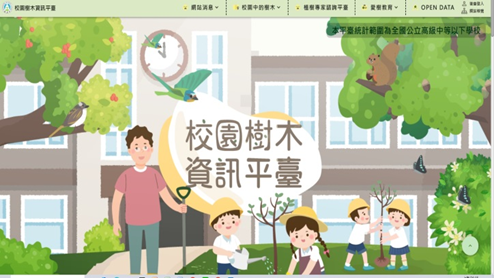 校園樹木資訊平臺
網站消息
校園中的樹木
植樹專家諮詢平臺
愛樹教育
OPEN DATA
本平臺統計範圍為全國公立高級中等以下學校
校園樹木
資訊平臺